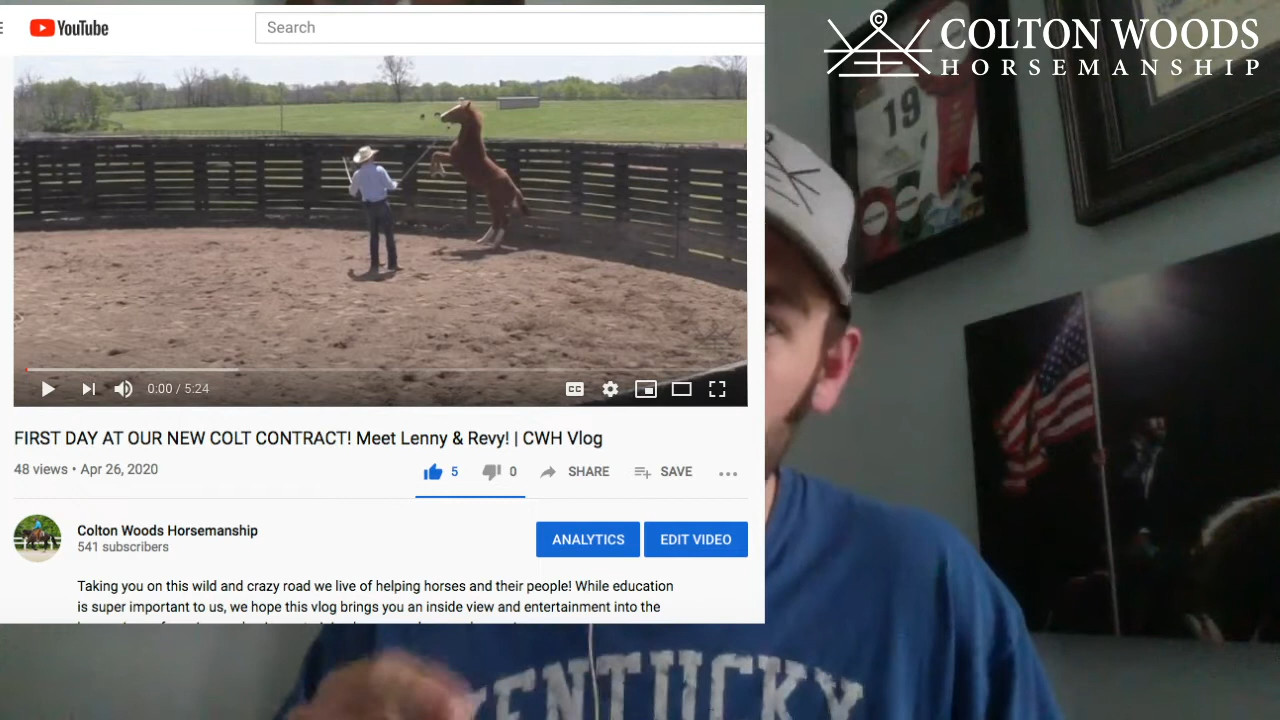 YouTube
Search
COLTON WOODS
HORSEMANSHIP
19
0:00 / 5:24
CC
FIRST DAY AT OUR NEW COLT CONTRACT! Meet Lenny & Revy! | CWH Vlog
48 views • Apr 26, 2020
5
0
SHARE
SAVE
Colton Woods Horsemanship
541 subscribers
ANALYTICS
EDIT VIDEO
Taking you on this wild and crazy road we live of helping horses and their people! While education
is super important to us, we hope this vlog brings you an inside view and entertainment into the
KENTUCKY